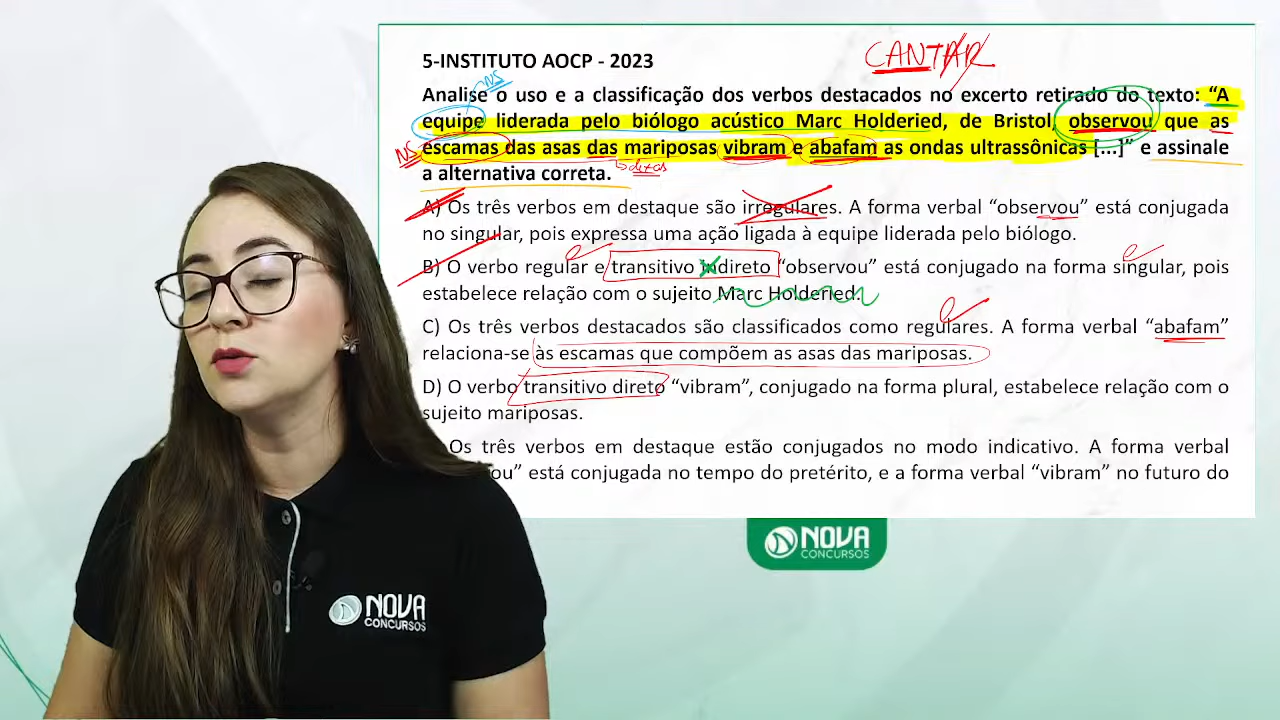 5-INSTITUTO AOCP - 2023
CANTAR
NS
Analise o uso e a classificação dos verbos destacados no excerto retirado do texto: “A
equipe liderada pelo biólogo acústico Marc Holderied, de Bristol, observou que as
NS
escamas das asas das mariposas vibram e abafam as ondas ultrassônicas [...]” e assinale
a alternativa correta.
A) Os três verbos em destaque são irregulares. A forma verbal “observou” está conjugada
no singular, pois expressa uma ação ligada à equipe liderada pelo biólogo.
B) O verbo regular e transitivo indireto “observou” está conjugado na forma singular, pois
estabelece relação com o sujeito Marc Holderied.
C) Os três verbos destacados são classificados como regulares. A forma verbal “abafam”
relaciona-se às escamas que compõem as asas das mariposas.
D) O verbo transitivo direto “vibram”, conjugado na forma plural, estabelece relação com o
sujeito mariposas.
Os três verbos em destaque estão conjugados no modo indicativo. A forma verbal
ou” está conjugada no tempo do pretérito, e a forma verbal “vibram” no futuro do
NOVA
CONCURSOS
NOVA
CONCURSOS